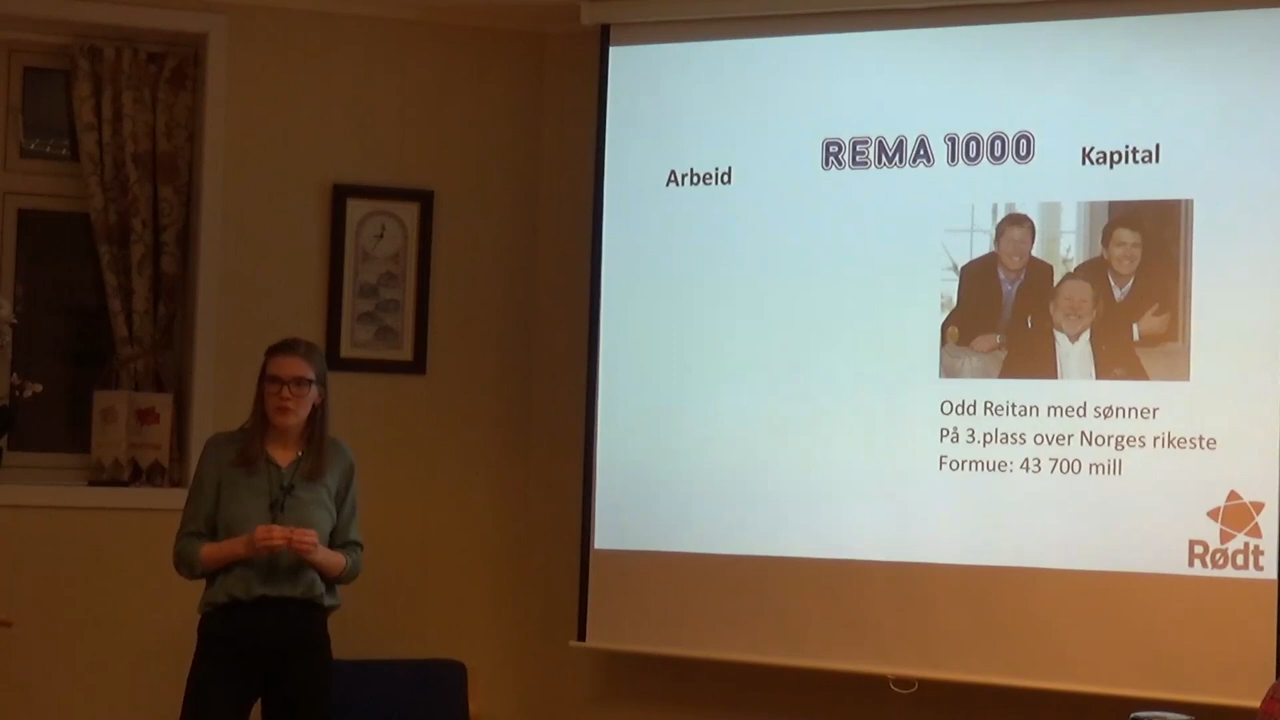 REMA 1000
Arbeid
Kapital
Odd Reitan med sønner
På 3.plass over Norges rikeste
Formue: 43 700 mill
Rødt